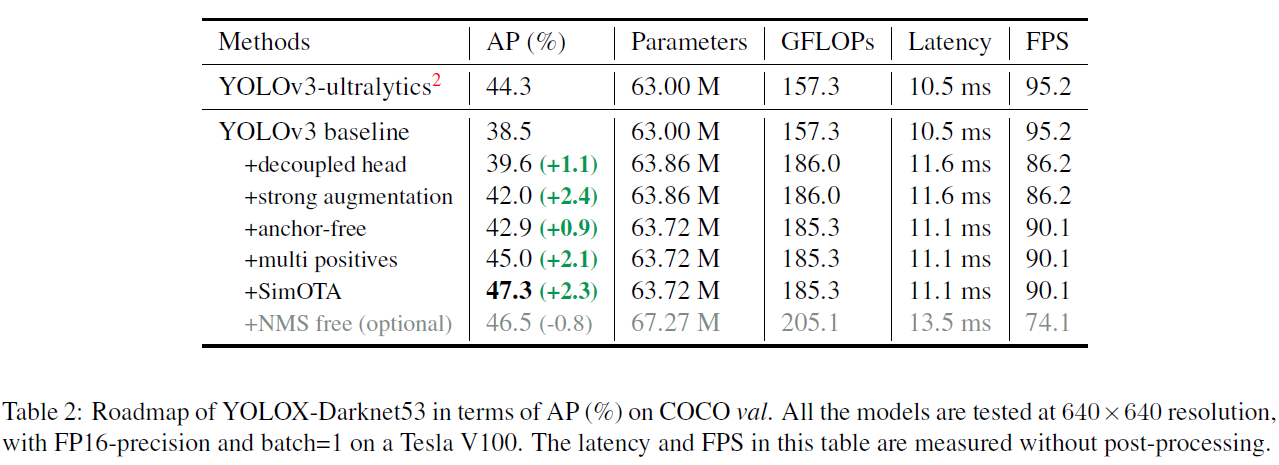 Methods AP (%) Parameters GFLOPs Latency FPS
YOLOv3-ultralytics² 44.3 63.00 M 157.3 10.5 ms 95.2
YOLOv3 baseline 38.5 63.00 M 157.3 10.5 ms 95.2
+decoupled head 39.6 (+1.1) 63.86 M 186.0 11.6 ms 86.2
+strong augmentation 42.0 (+2.4) 63.86 M 186.0 11.6 ms 86.2
+anchor-free 42.9 (+0.9) 63.72 M 185.3 11.1 ms 90.1
+multi positives 45.0 (+2.1) 63.72 M 185.3 11.1 ms 90.1
+SimOTA 47.3 (+2.3) 63.72 M 185.3 11.1 ms 90.1
+NMS free (optional) 46.5 (-0.8) 67.27 M 205.1 13.5 ms 74.1
Table 2: Roadmap of YOLOX-Darknet53 in terms of AP (%) on COCO val. All the models are tested at 640×640 resolution,
with FP16-precision and batch=1 on a Tesla V100. The latency and FPS in this table are measured without post-processing.